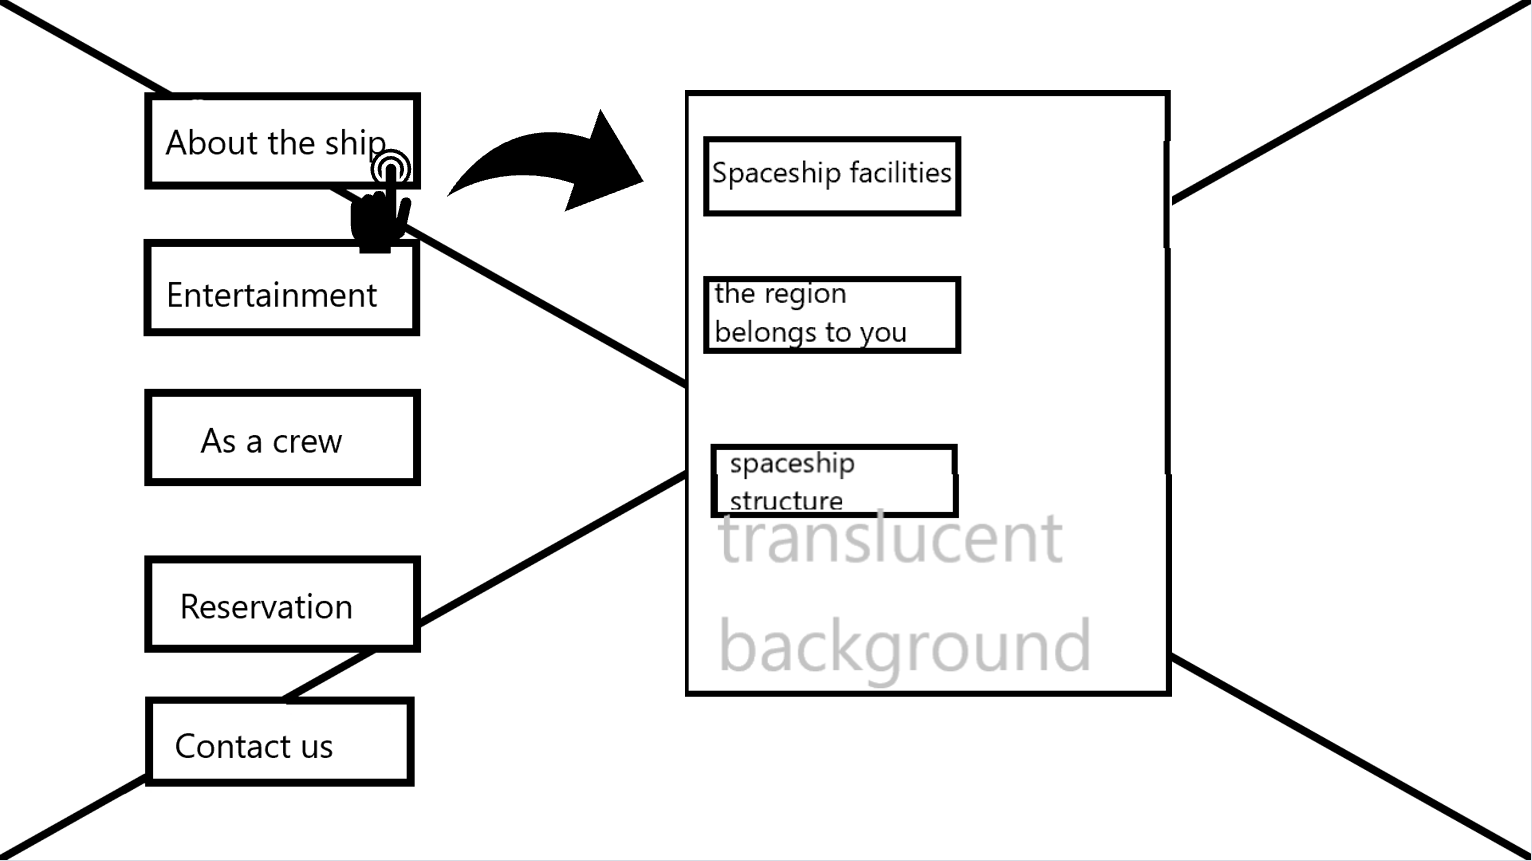 About the ship
Entertainment
As a crew
Reservation
Contact us
Spaceship facilities
the region
belongs to you
spaceship
structure
translucent
background